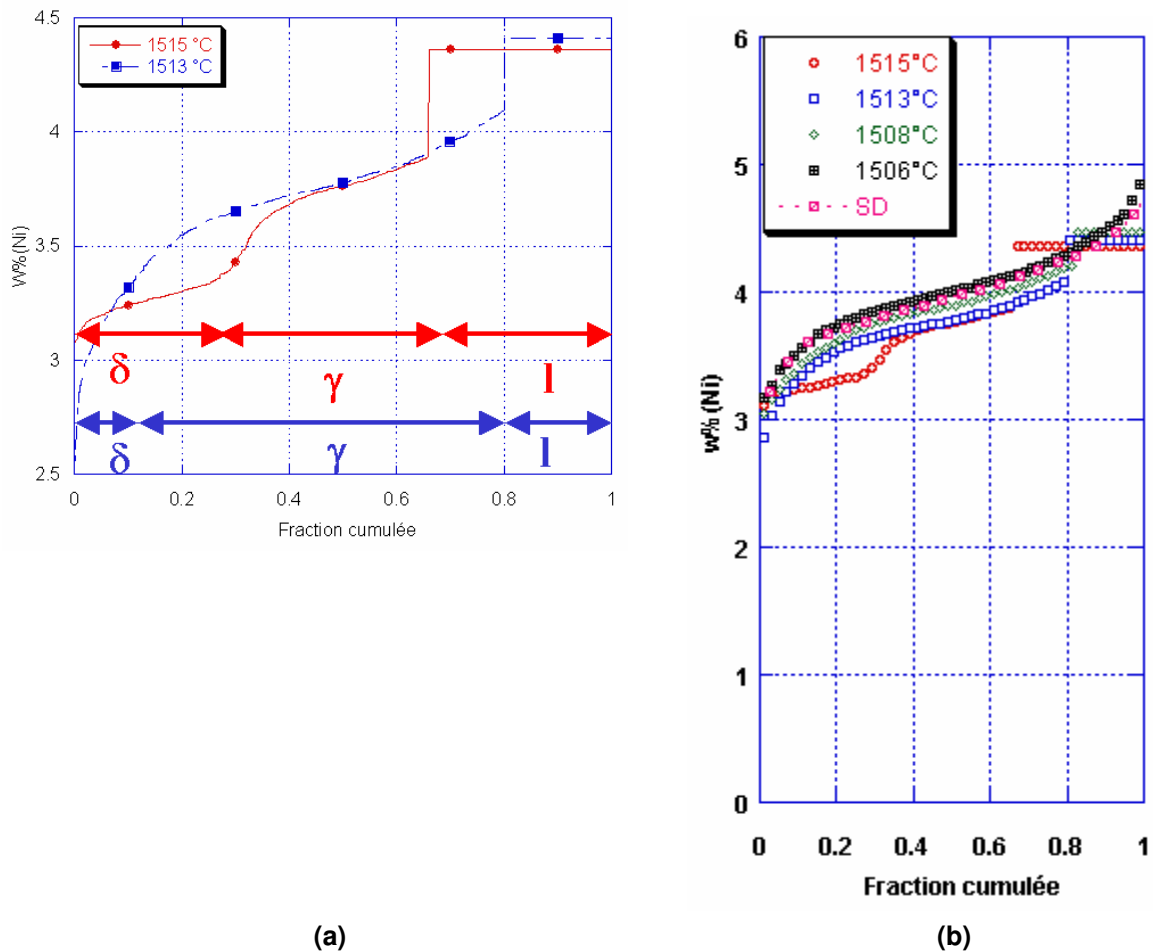 4.5
4
3.5
3
2.5
W%(Ni)
1515 °C
1513 °C
δ γ l
δ γ l
0 0.2 0.4 0.6 0.8 1
Fraction cumulée
(a)
6
5
4
3
2
1
0
w%(Ni)
1515°C
1513°C
1508°C
1506°C
SD
0 0.2 0.4 0.6 0.8 1
Fraction cumulée
(b)